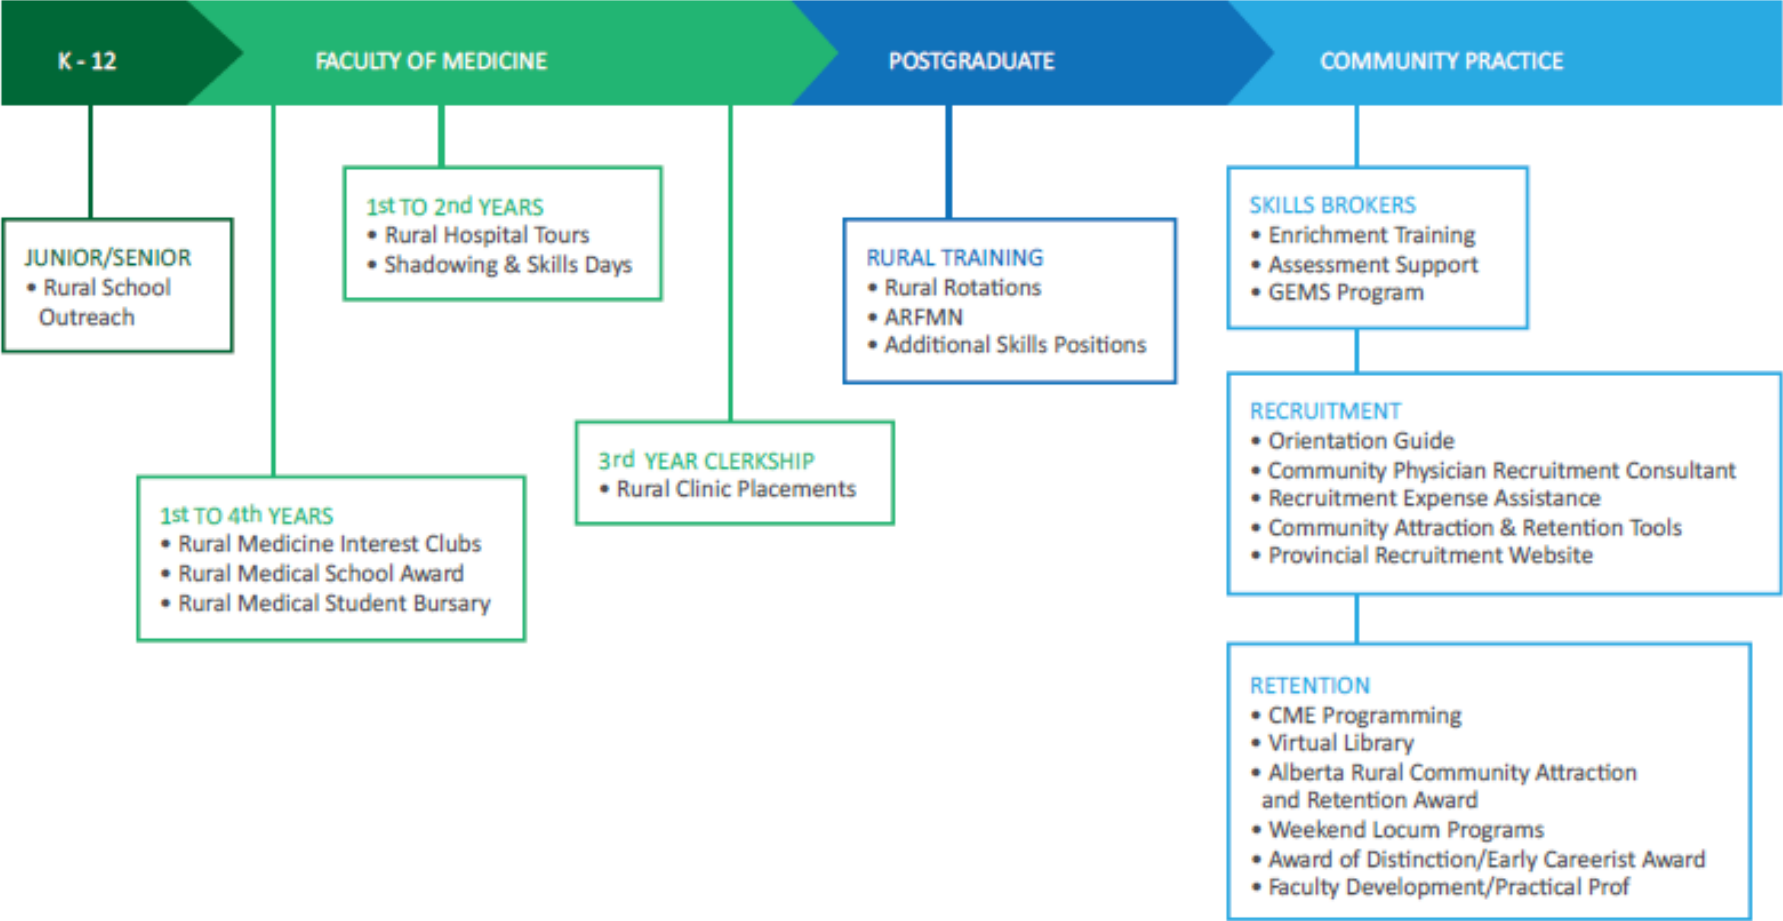 K - 12
FACULTY OF MEDICINE
POSTGRADUATE
COMMUNITY PRACTICE
JUNIOR/SENIOR
• Rural School
Outreach
1st TO 4th YEARS
• Rural Medicine Interest Clubs
• Rural Medical School Award
• Rural Medical Student Bursary
1st TO 2nd YEARS
• Rural Hospital Tours
• Shadowing & Skills Days
3rd YEAR CLERKSHIP
• Rural Clinic Placements
RURAL TRAINING
• Rural Rotations
• ARFMN
• Additional Skills Positions
SKILLS BROKERS
• Enrichment Training
• Assessment Support
• GEMS Program
RECRUITMENT
• Orientation Guide
• Community Physician Recruitment Consultant
• Recruitment Expense Assistance
• Community Attraction & Retention Tools
• Provincial Recruitment Website
RETENTION
• CME Programming
• Virtual Library
• Alberta Rural Community Attraction
and Retention Award
• Weekend Locum Programs
• Award of Distinction/Early Careerist Award
• Faculty Development/Practical Prof